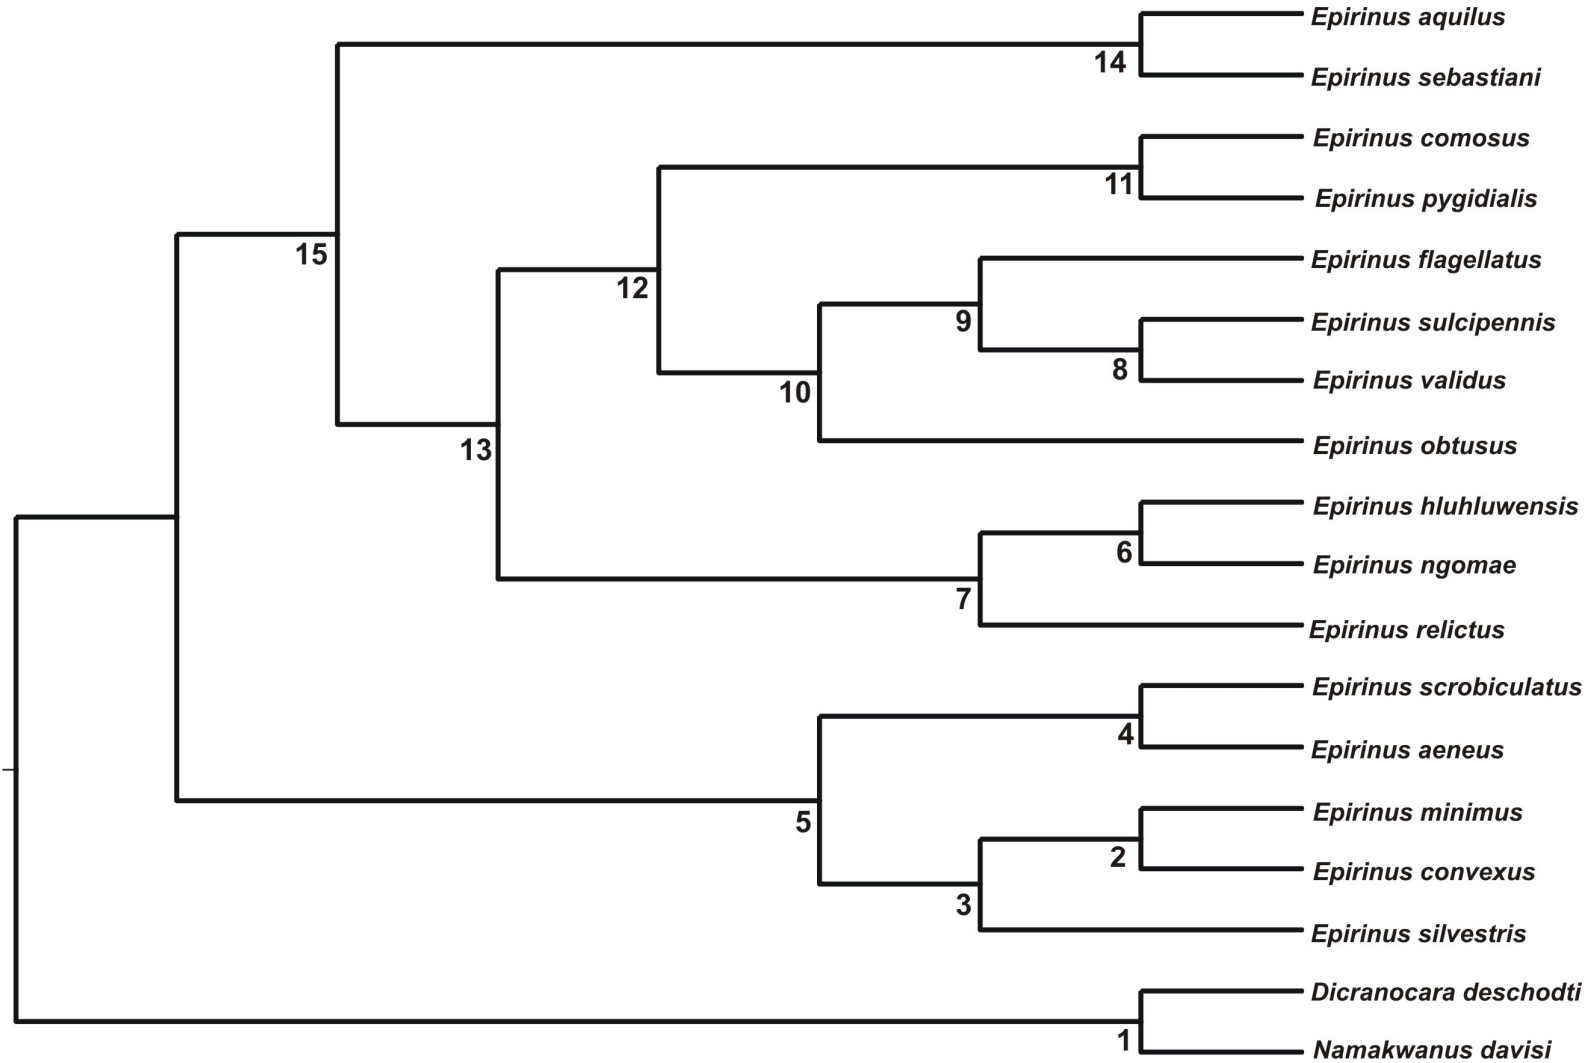 Epirinus aquilus
14
Epirinus sebastiani
Epirinus comosus
11
Epirinus pygidialis
15
Epirinus flagellatus
12
9
Epirinus sulcipennis
8
Epirinus validus
10
13
Epirinus obtusus
Epirinus hluhluwensis
6
Epirinus ngomae
7
Epirinus relictus
Epirinus scrobiculatus
4
Epirinus aeneus
5
Epirinus minimus
2
Epirinus convexus
3
Epirinus silvestris
Dicranocara deschodti
1
Namakwanus davisi